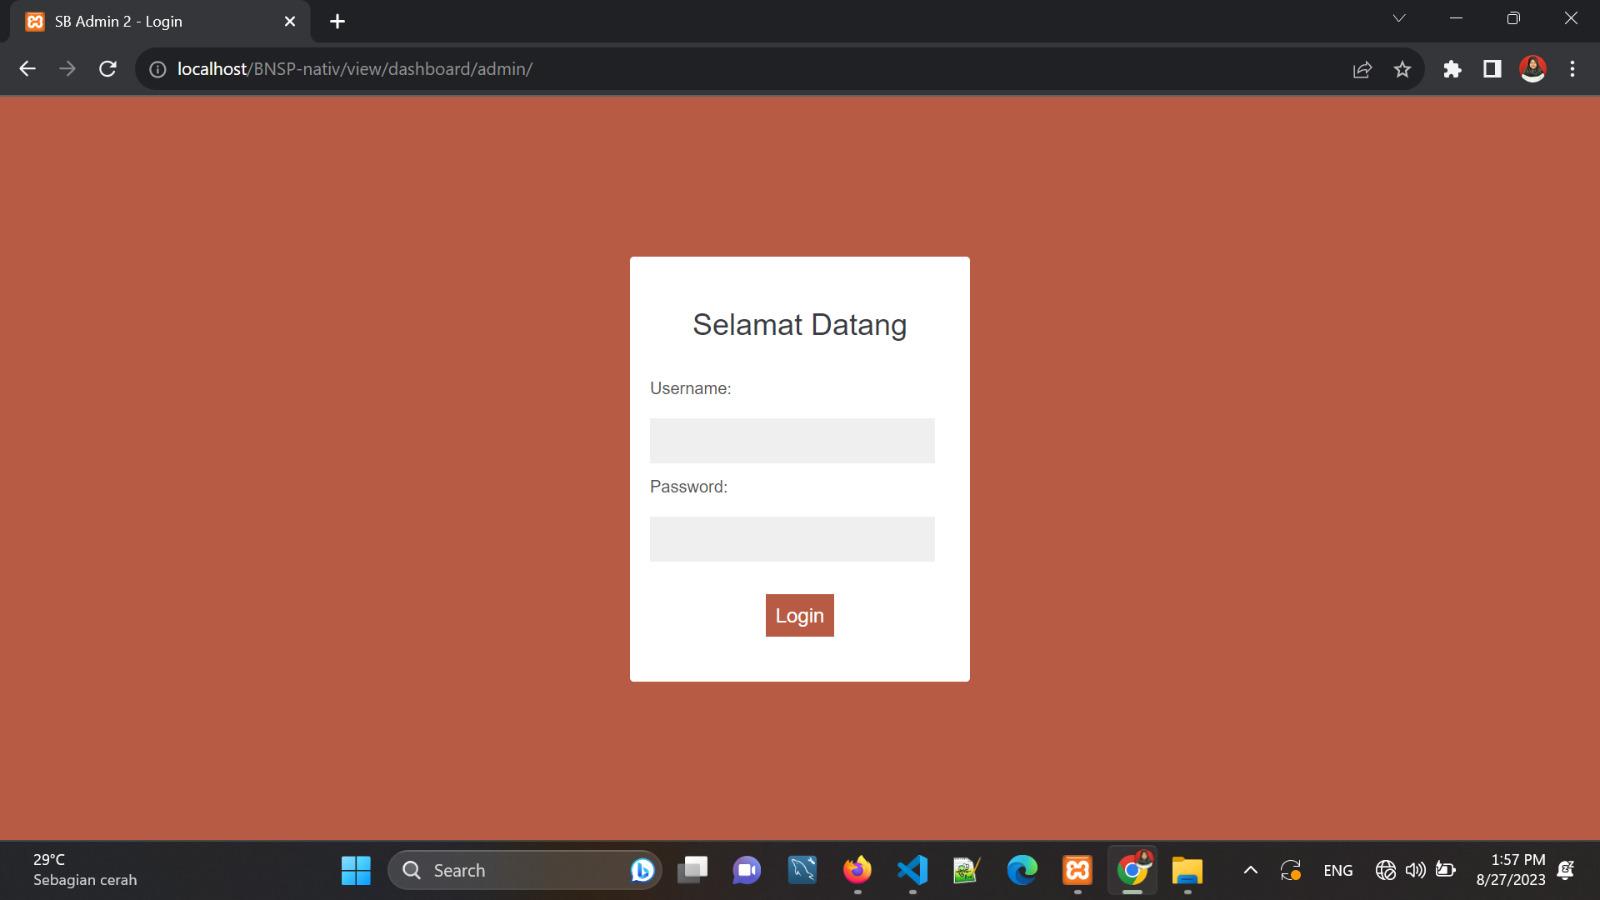 SB Admin 2 - Login
localhost/BNSP-nativ/view/dashboard/admin/
Selamat Datang
Username:
Password:
Login
29°C
Sebagian cerah
Search
ENG
1:57 PM
8/27/2023